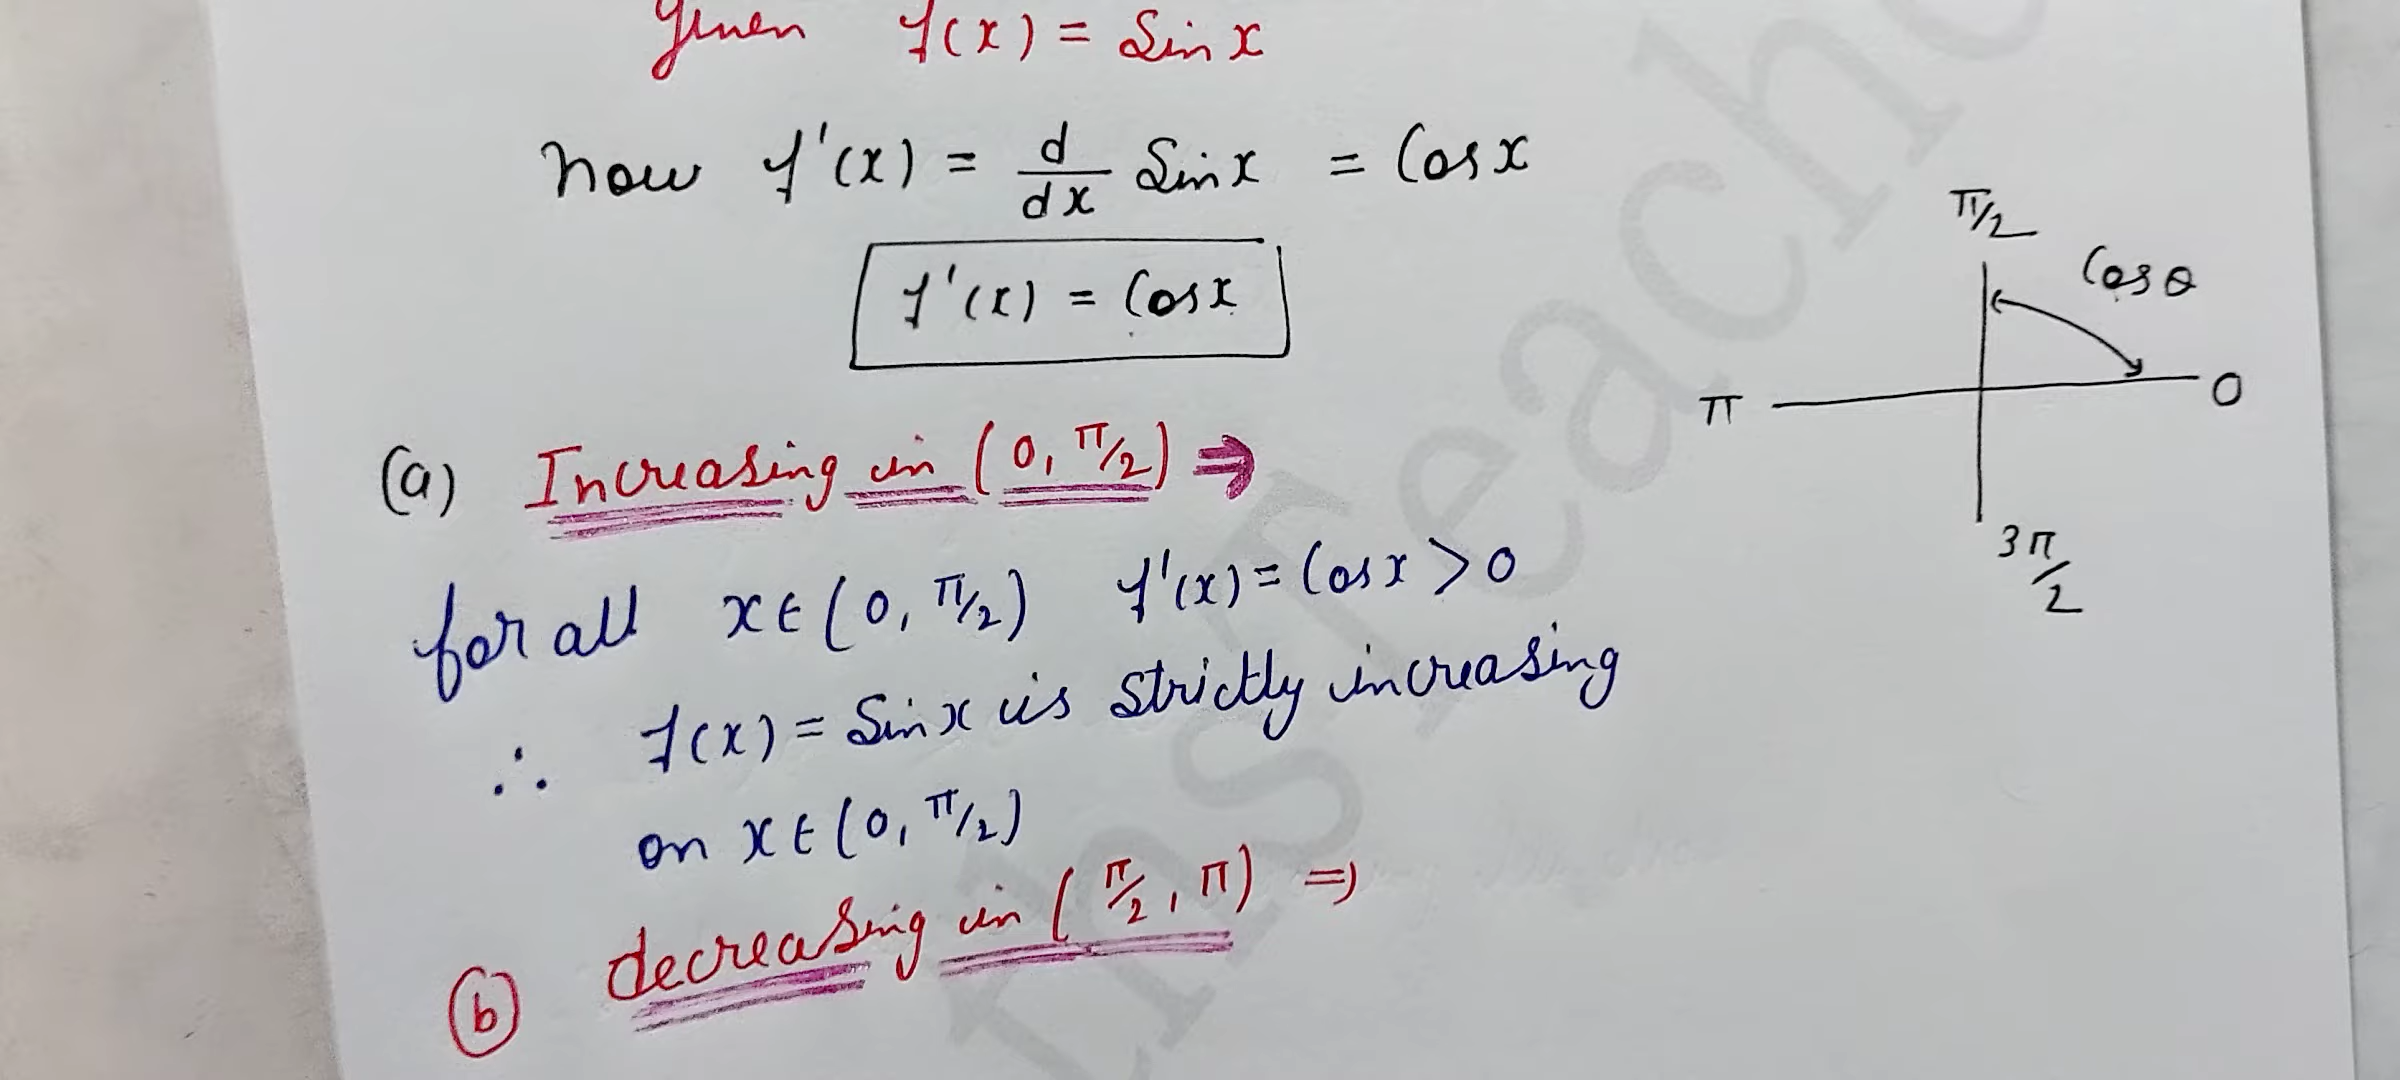 Given f(x) = Sin x
Now f'(x) = d/dx Sin x = Cos x
f'(x) = Cos x
π/2
Cos θ
π
0
3π/2
(a) Increasing in (0, π/2) ⇒
for all x ∈ (0, π/2) f'(x) = Cos x > 0
∴ f(x) = Sin x is strictly increasing
on x ∈ (0, π/2)
(b) decreasing in (π/2, π) ⇒
hsTeache